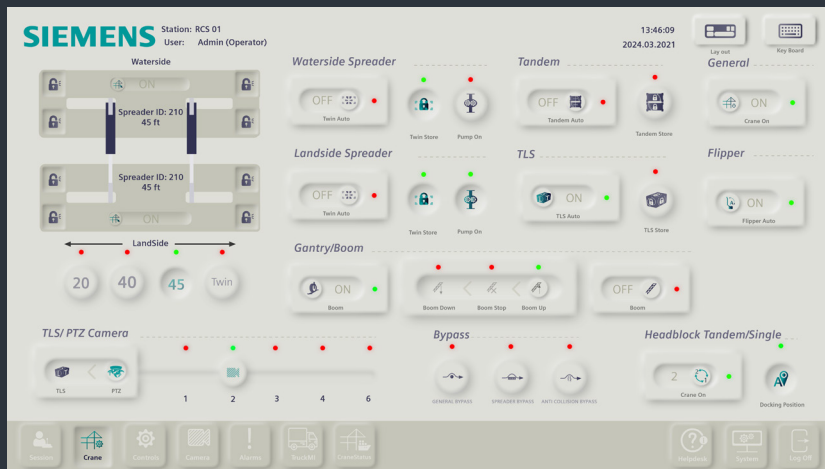 SIEMENS
Station: RCS 01
User: Admin (Operator)
13:46:09
2024.03.2021
Lay out
Key Board
Waterside
ON
Spreader ID: 210
45 ft
Spreader ID: 210
45 ft
ON
LandSide
20
40
45
Twin
Waterside Spreader
OFF
Twin Auto
Twin Store
Pump On
Tandem
OFF
Tandem Auto
Tandem Store
General
ON
Crane On
Landside Spreader
OFF
Twin Auto
Twin Store
Pump On
TLS
ON
TLS Auto
TLS Store
Flipper
ON
Flipper Auto
Gantry/Boom
ON
Boom
Boom Down
Boom Stop
Boom Up
OFF
Boom
TLS/ PTZ Camera
TLS
PTZ
1
2
3
4
6
Bypass
GENERAL BYPASS
SPREADER BYPASS
ANTI COLLISION BYPASS
Headblock Tandem/Single
2
Crane On
Docking Position
Session
Crane
Camera
Alarms
TruckBit
Helpdesk
System
Log Off